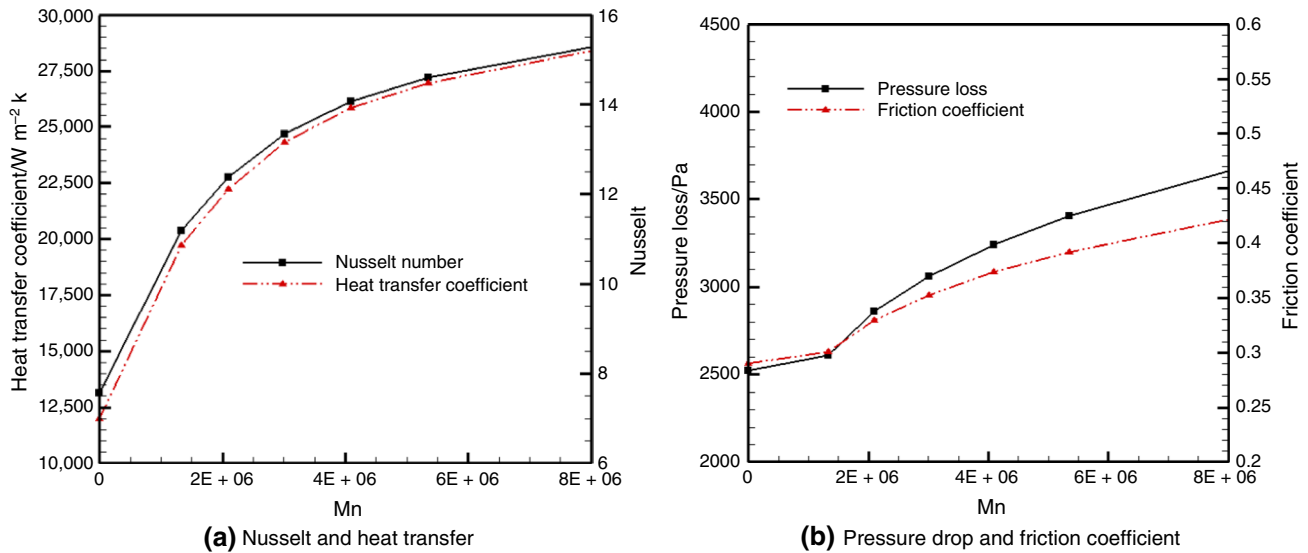 30,000
27,500
25,000
22,500
20,000
17,500
15,000
12,500
10,000
Heat transfer coefficient/W m⁻² k
16
14
12
10
8
6
Nusselt
Nusselt number
Heat transfer coefficient
0
2E + 06
4E + 06
6E + 06
8E + 06
Mn
(a) Nusselt and heat transfer
4500
4000
3500
3000
2500
2000
Pressure loss/Pa
0.6
0.55
0.5
0.45
0.4
0.35
0.3
0.25
0.2
Friction coefficient
Pressure loss
Friction coefficient
0
2E + 06
4E + 06
6E + 06
8E + 06
Mn
(b) Pressure drop and friction coefficient